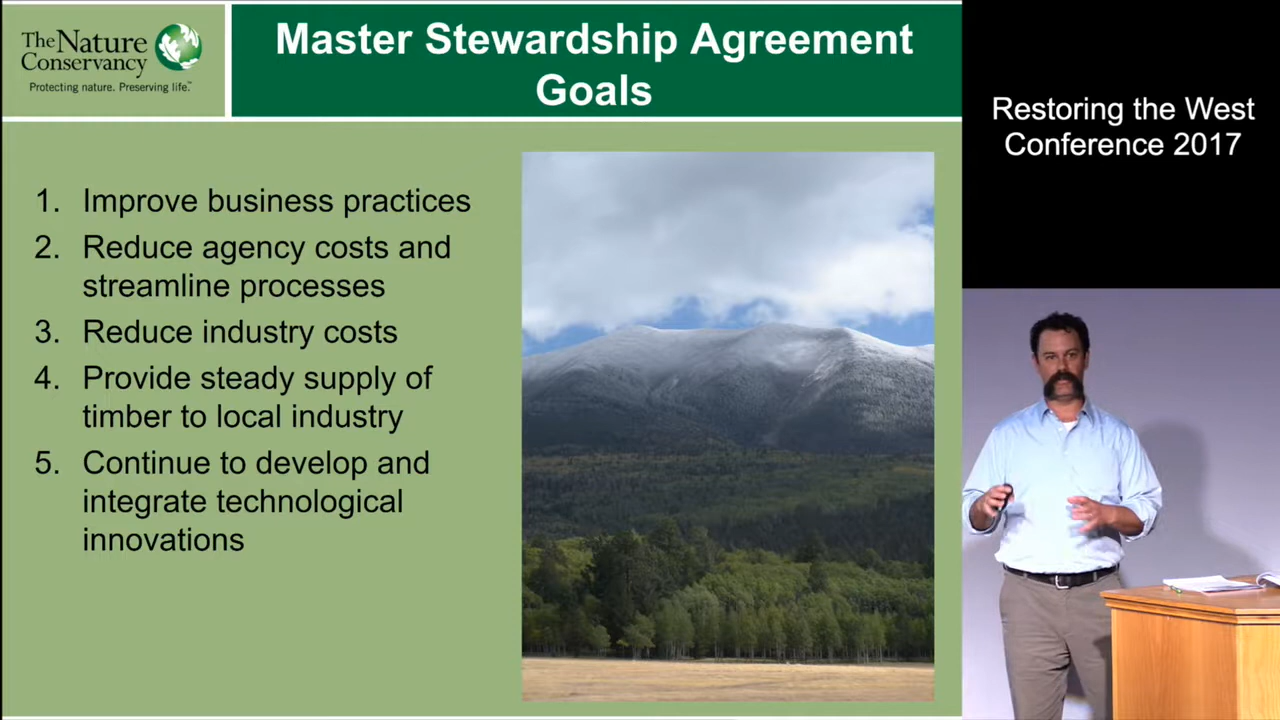 The Nature
Conservancy
Protecting nature. Preserving life.™
Master Stewardship Agreement
Goals
1. Improve business practices
2. Reduce agency costs and
streamline processes
3. Reduce industry costs
4. Provide steady supply of
timber to local industry
5. Continue to develop and
integrate technological
innovations
Restoring the West
Conference 2017